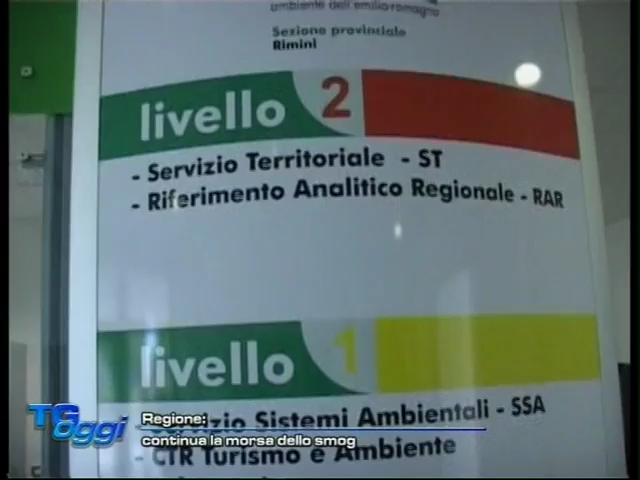 ambiente dell'emilia-romagna
Sezione provinciale
Rimini
livello 2
- Servizio Territoriale - ST
- Riferimento Analitico Regionale - RAR
livello 1
Servizio Sistemi Ambientali - SSA
- CTR Turismo e Ambiente
TG Oggi
Regione:
continua la morsa dello smog